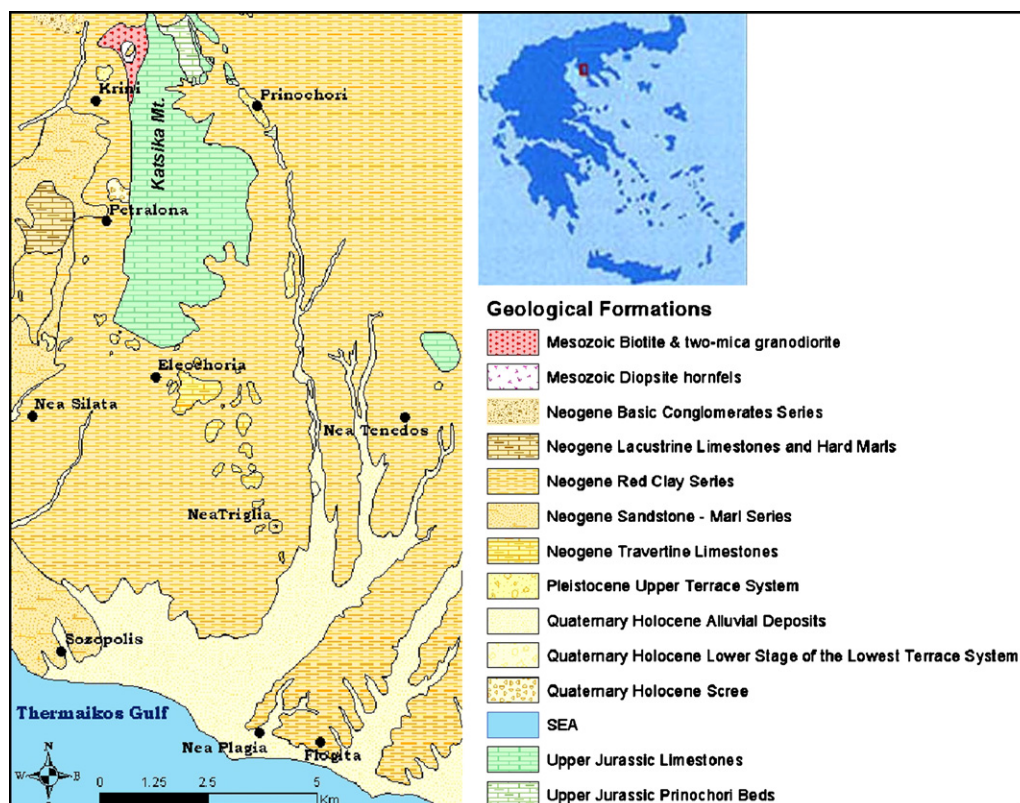 Krini
Prinochori
Katsika Mt.
Petralona
Eleochoria
Nea Silata
Nea Tenedos
NeaTriglia
Sozopolis
Thermaikos Gulf
Nea Plagia
Flogita
N
W
B
S
0 1.25 2.5 5
Km
Geological Formations
Mesozoic Biotite & two-mica granodiorite
Mesozoic Diopsite hornfels
Neogene Basic Conglomerates Series
Neogene Lacustrine Limestones and Hard Marls
Neogene Red Clay Series
Neogene Sandstone - Marl Series
Neogene Travertine Limestones
Pleistocene Upper Terrace System
Quaternary Holocene Alluvial Deposits
Quaternary Holocene Lower Stage of the Lowest Terrace System
Quaternary Holocene Scree
SEA
Upper Jurassic Limestones
Upper Jurassic Prinochori Beds